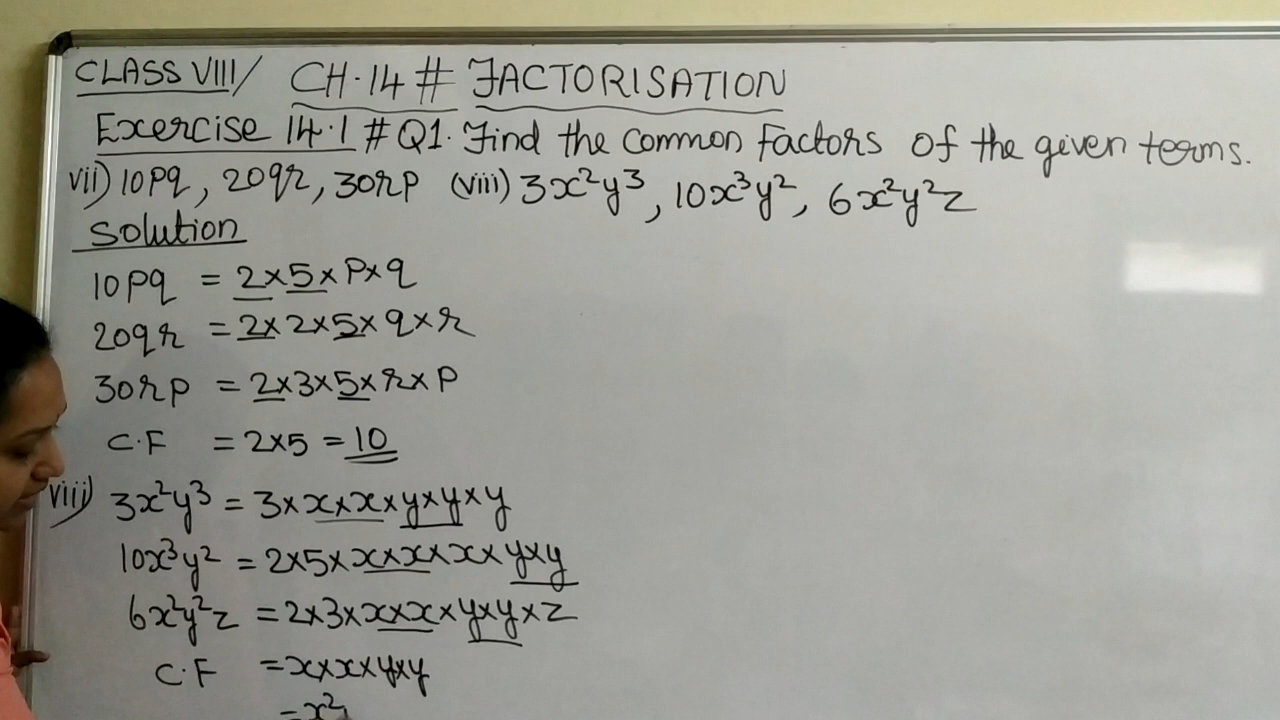 CLASS VIII/ CH.14 # FACTORISATION
Excercise 14.1 # Q1. Find the common Factors of the given terms.
vii) 10pq, 20qr, 30rp (viii) 3x²y³, 10x³y², 6x²y²z
Solution
10pq = 2×5×p×q
20qr = 2×2×5×q×r
30rp = 2×3×5×r×p
C.F = 2×5 = 10
viii) 3x²y³ = 3×x×x×y×y×y
10x³y² = 2×5×x×x×x×y×y
6x²y²z = 2×3×x×x×y×y×z
C.F = x×x×y×y
= x²